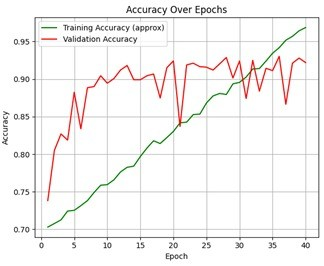 Accuracy Over Epochs
Training Accuracy (approx)
Validation Accuracy
0.95
0.90
0.85
0.80
0.75
0.70
Accuracy
0 5 10 15 20 25 30 35 40
Epoch